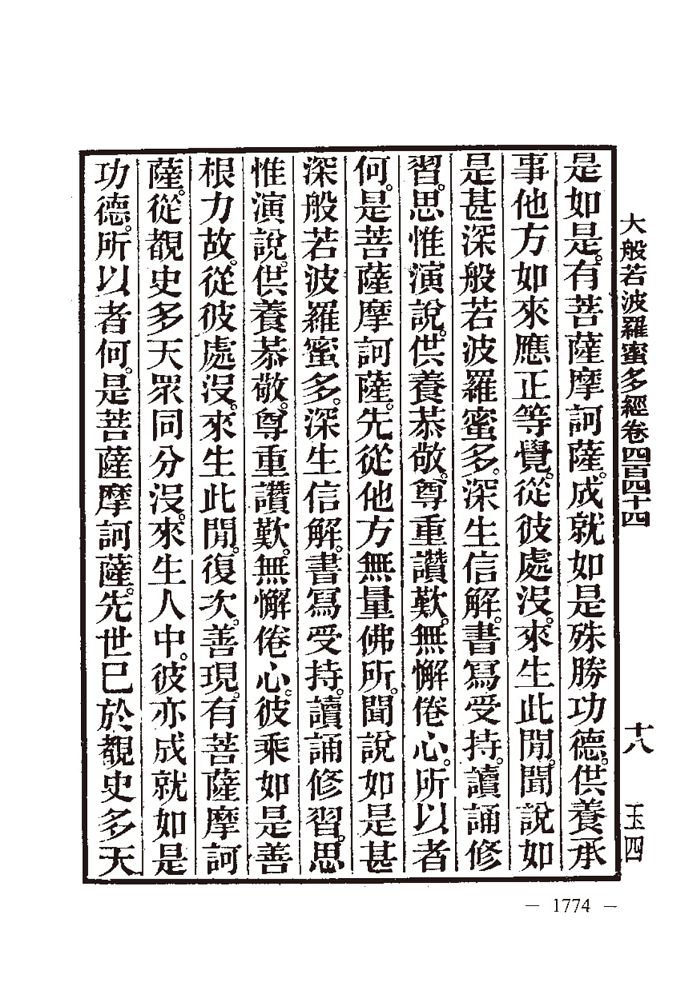 大般若波羅蜜多經卷四百四十四
十八
玉四
是如是。有菩薩摩訶薩。成就如是殊勝功德。供養承
事他方如來應正等覺。從彼處沒。來生此閒。聞說如
是甚深般若波羅蜜多。深生信解。書寫受持。讀誦修
習。思惟演說。供養恭敬。尊重讚歎。無懈倦心。所以者
何。是菩薩摩訶薩。先從他方無量佛所。聞說如是甚
深般若波羅蜜多。深生信解。書寫受持。讀誦修習。思
惟演說。供養恭敬。尊重讚歎。無懈倦心。彼乘如是善
根力故。從彼處沒。來生此閒。復次善現。有菩薩摩訶
薩。從覩史多天眾同分沒。來生人中。彼亦成就如是
功德。所以者何。是菩薩摩訶薩。先世已於覩史多天
— 1774 —